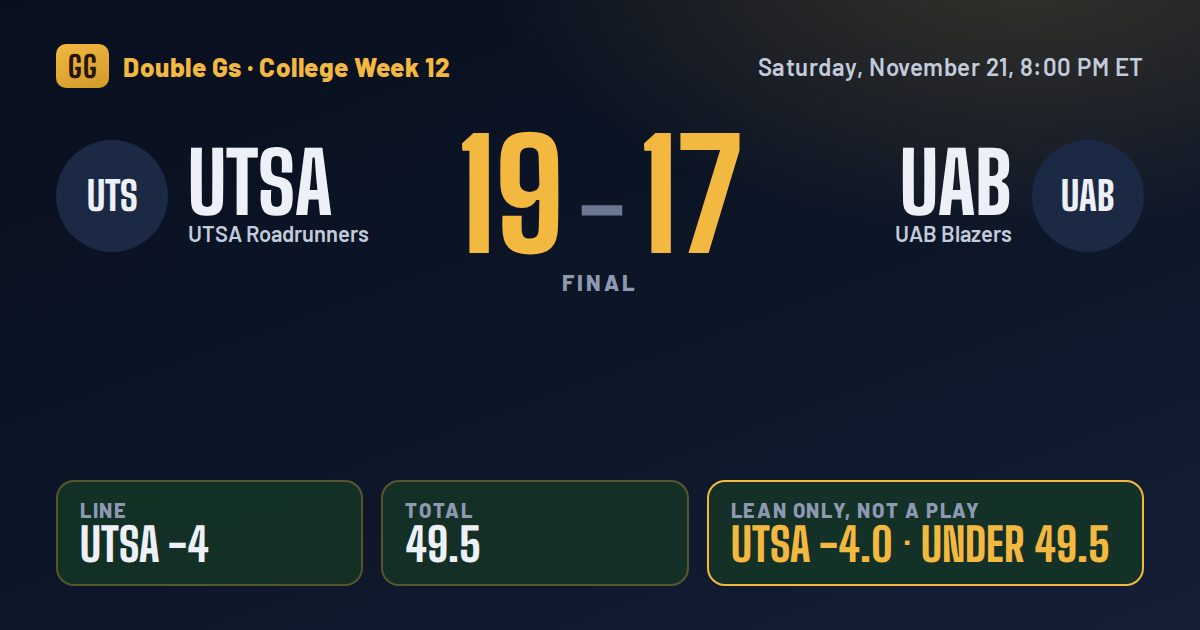 GG Double Gs · College Week 12
Saturday, November 21, 8:00 PM ET
UTS
UTSA
UTSA Roadrunners
19 – 17
FINAL
UAB
UAB Blazers
UAB
LINE
UTSA −4
TOTAL
49.5
LEAN ONLY, NOT A PLAY
UTSA −4.0 · UNDER 49.5